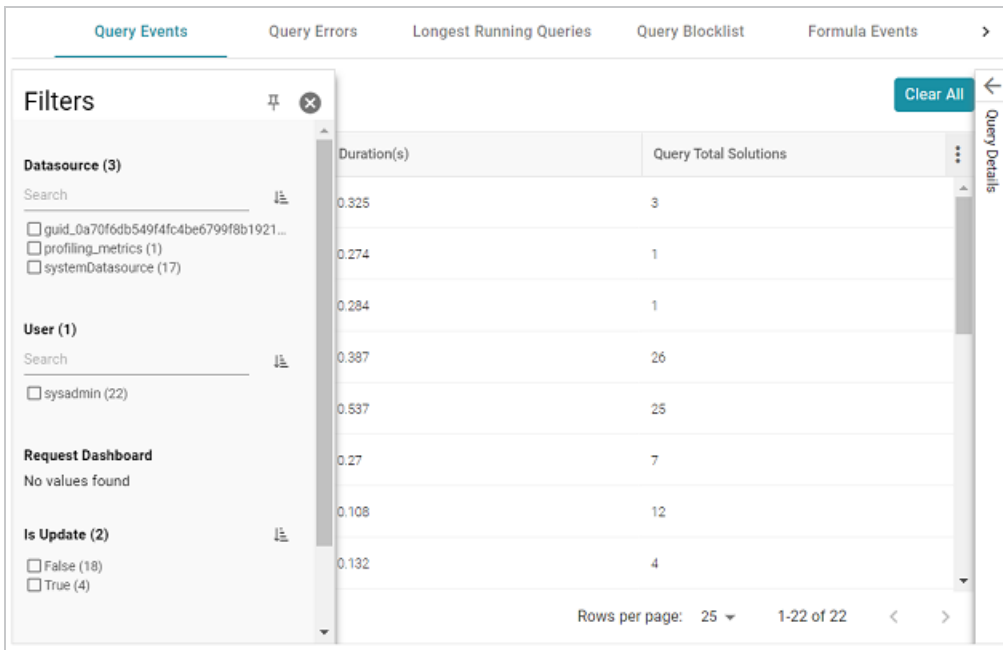 Query Events Query Errors Longest Running Queries Query Blocklist Formula Events
Filters
Clear All
Query Details
Datasource (3)
Search
guid_0a70f6db549f4fc4be6799f8b1921...
profiling_metrics (1)
systemDatasource (17)
User (1)
Search
sysadmin (22)
Request Dashboard
No values found
Is Update (2)
False (18)
True (4)
Duration(s) Query Total Solutions
0.325 3
0.274 1
0.284 1
0.387 26
0.537 25
0.27 7
0.108 12
0.132 4
Rows per page: 25 1-22 of 22